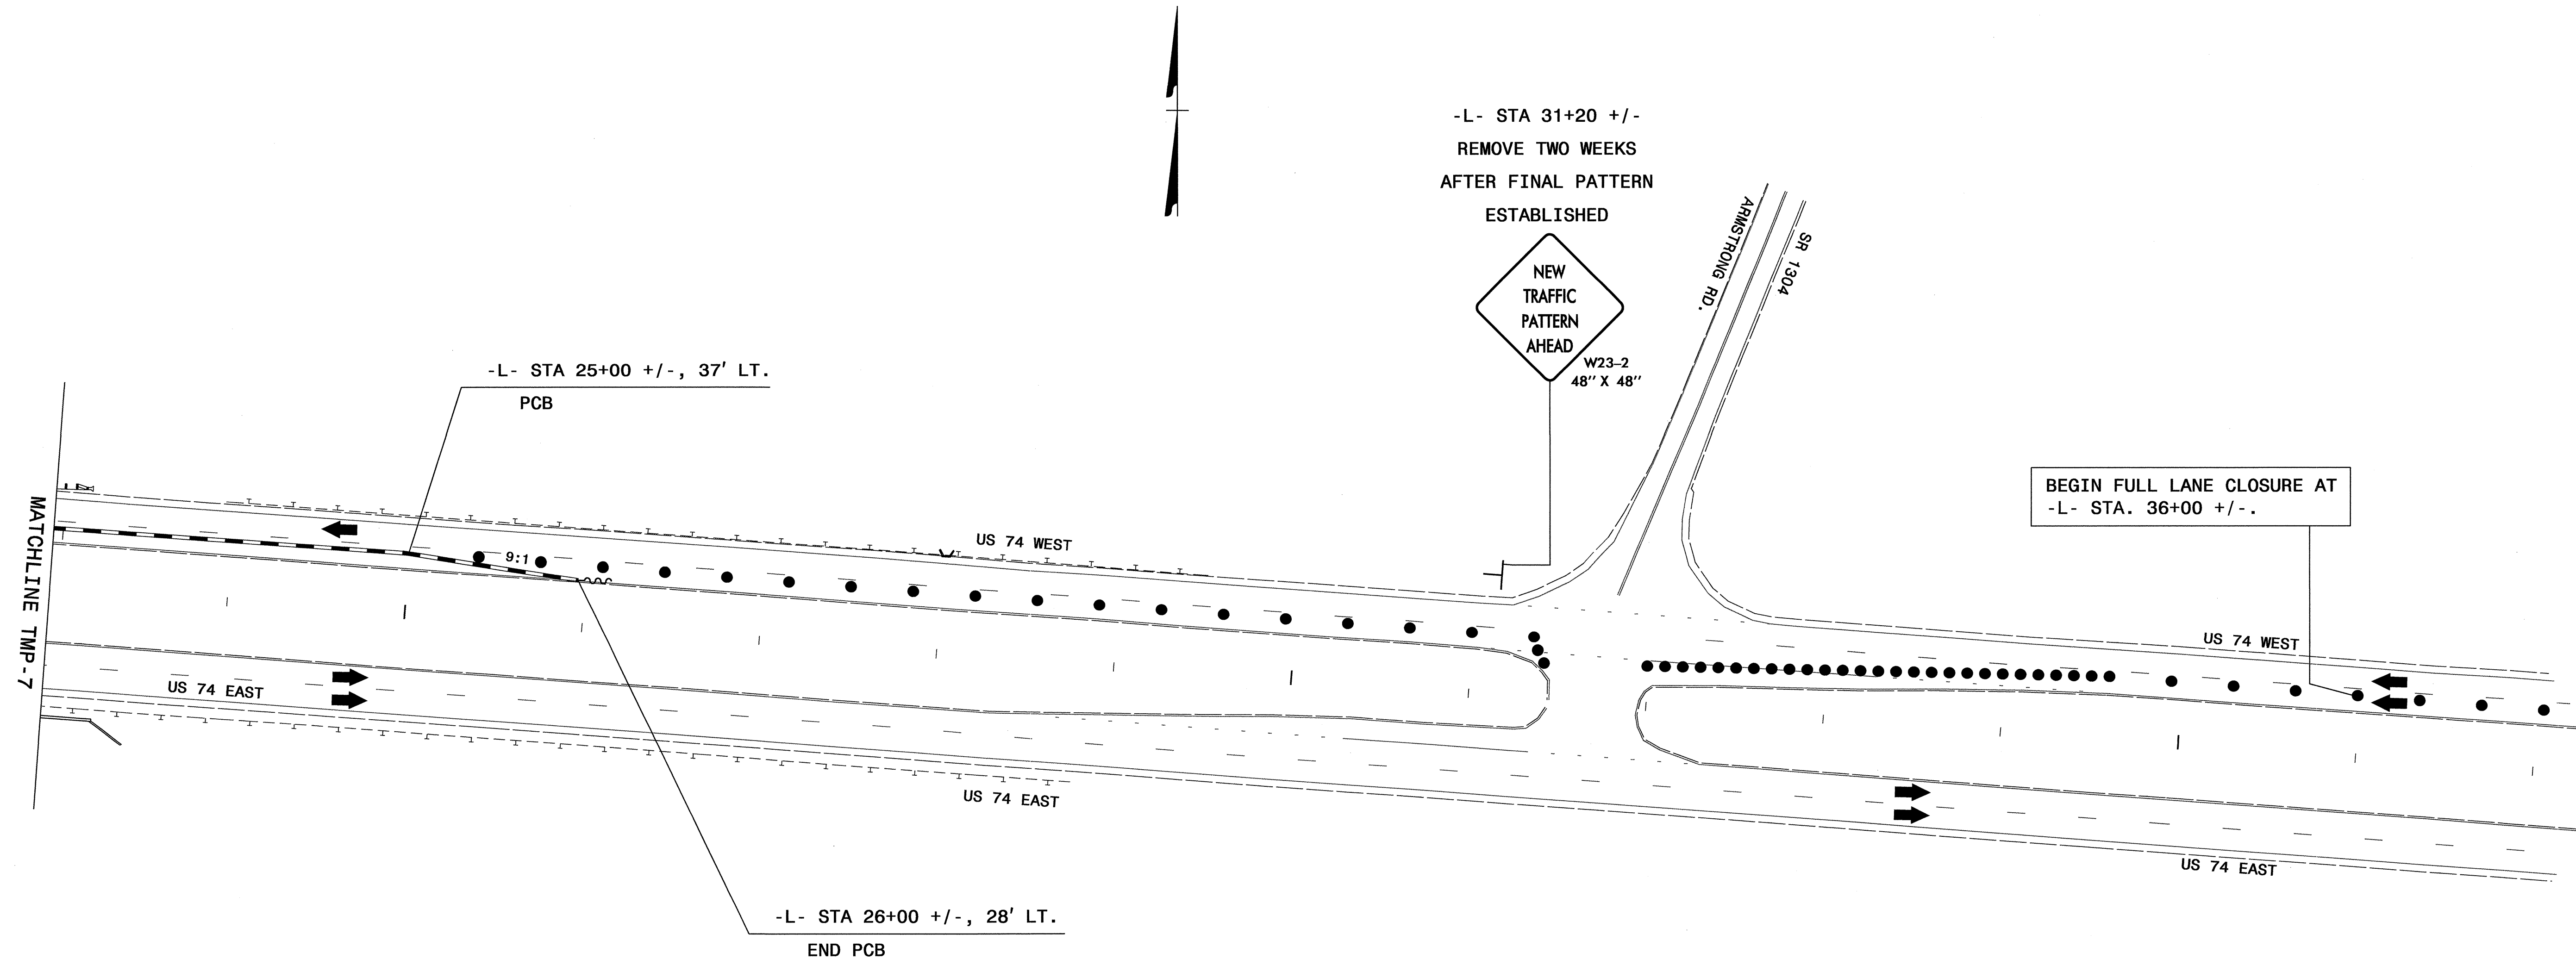 -L- STA 31+20 +/-
REMOVE TWO WEEKS
AFTER FINAL PATTERN
ESTABLISHED
NEW
TRAFFIC
PATTERN
AHEAD
W23-2
48" X 48"
ARMSTRONG RD.
SR 1304
-L- STA 25+00 +/-, 37' LT.
PCB
BEGIN FULL LANE CLOSURE AT
-L- STA. 36+00 +/-.
MATCHLINE TMP-7
9:1
US 74 WEST
US 74 WEST
US 74 EAST
US 74 EAST
US 74 EAST
-L- STA 26+00 +/-, 28' LT.
END PCB